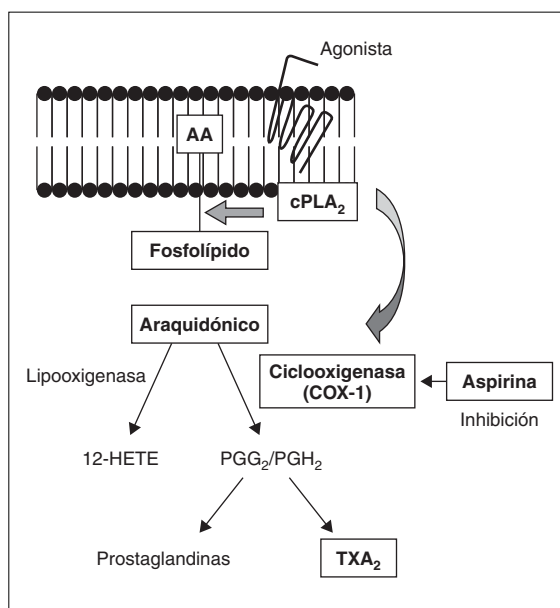 Agonista
AA
cPLA₂
Fosfolípido
Araquidónico
Lipooxigenasa
Ciclooxigenasa
(COX-1)
Aspirina
Inhibición
12-HETE
PGG₂/PGH₂
Prostaglandinas
TXA₂